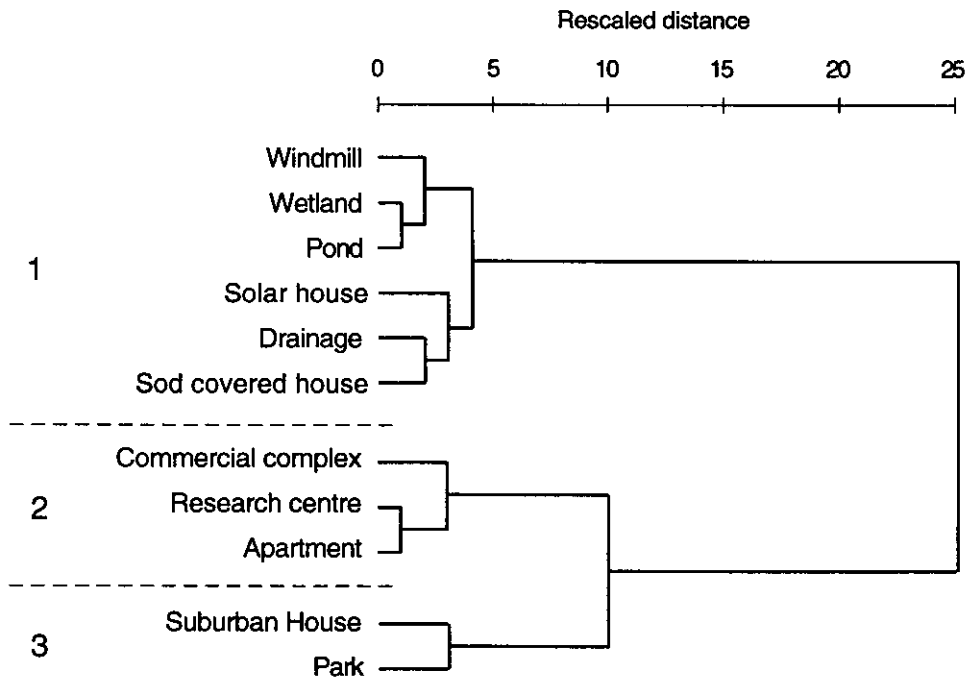 Rescaled distance
0 5 10 15 20 25
Windmill
Wetland
Pond
1
Solar house
Drainage
Sod covered house
Commercial complex
Research centre
2
Apartment
Suburban House
3
Park